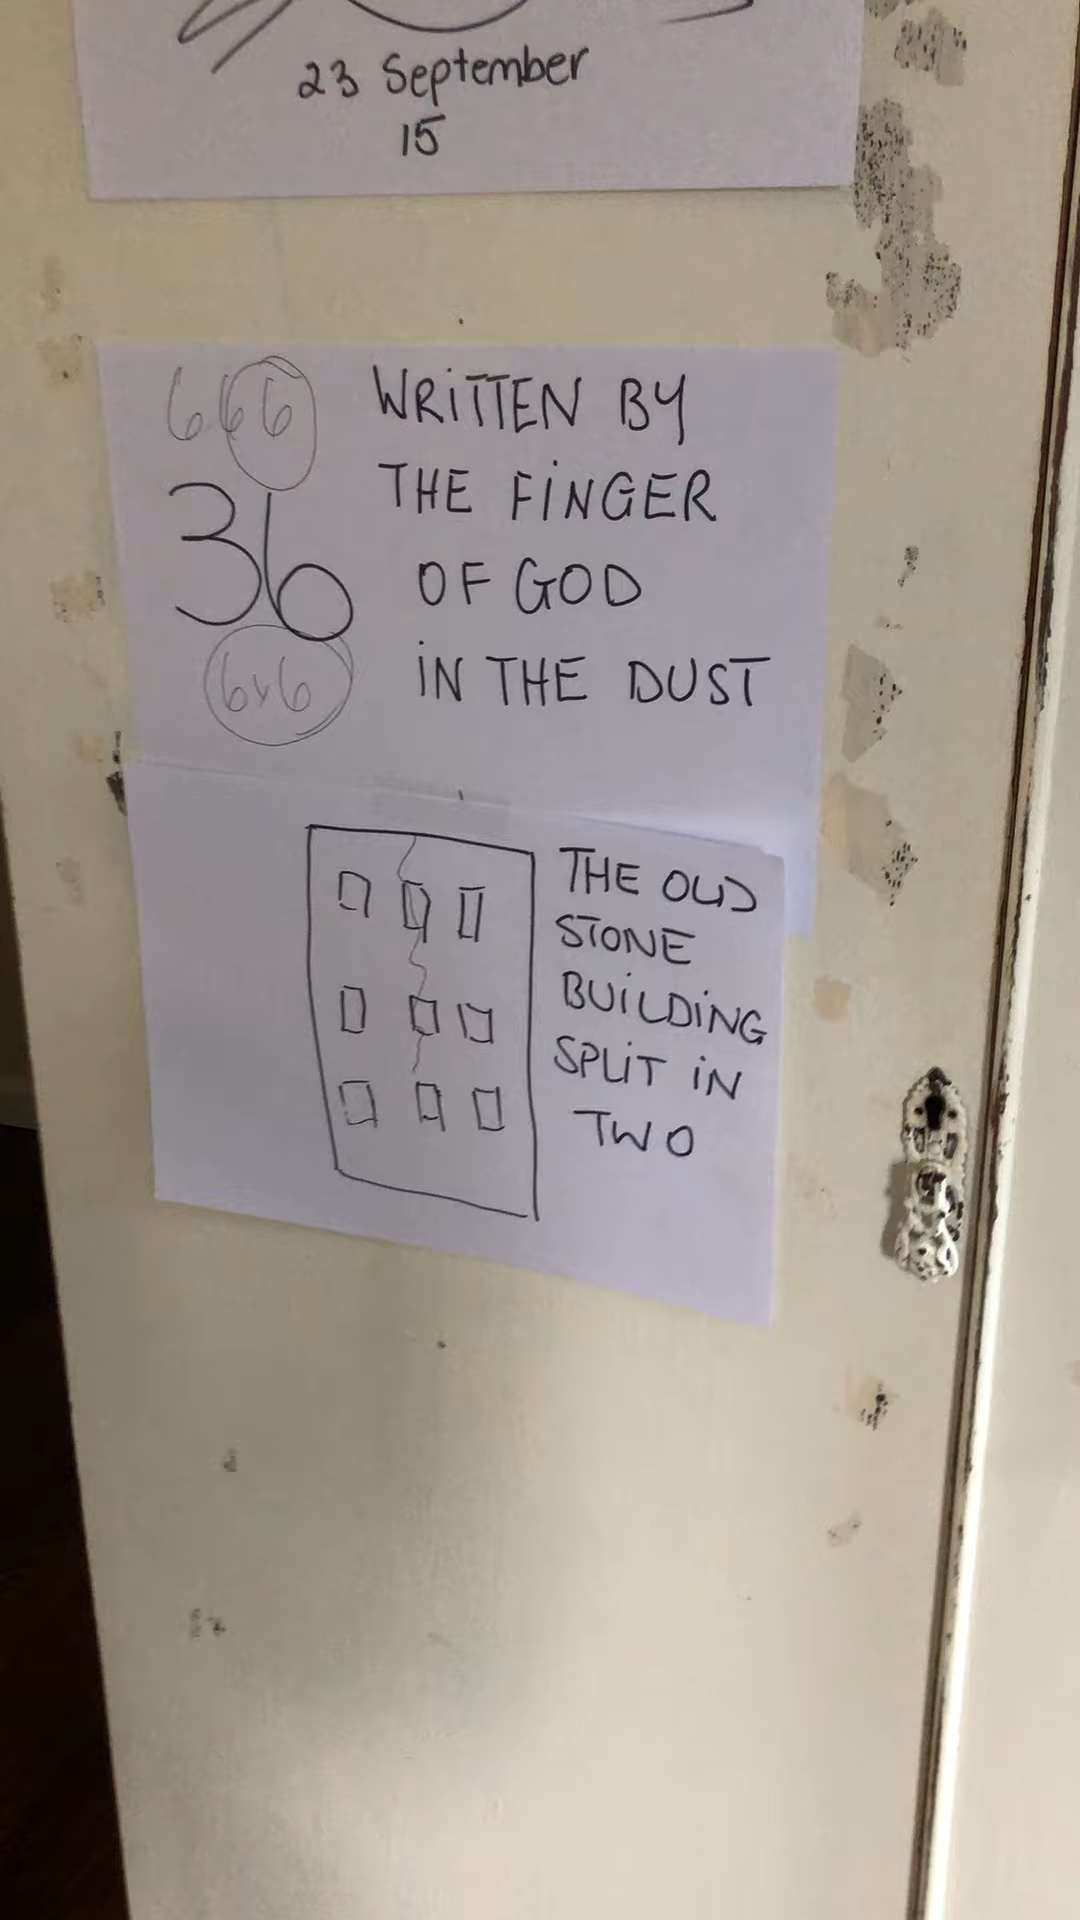 23 September
15
666
WRITTEN BY
THE FINGER
36
OF GOD
6x6
IN THE DUST
THE OLD
STONE
BUILDING
SPLIT IN
TWO